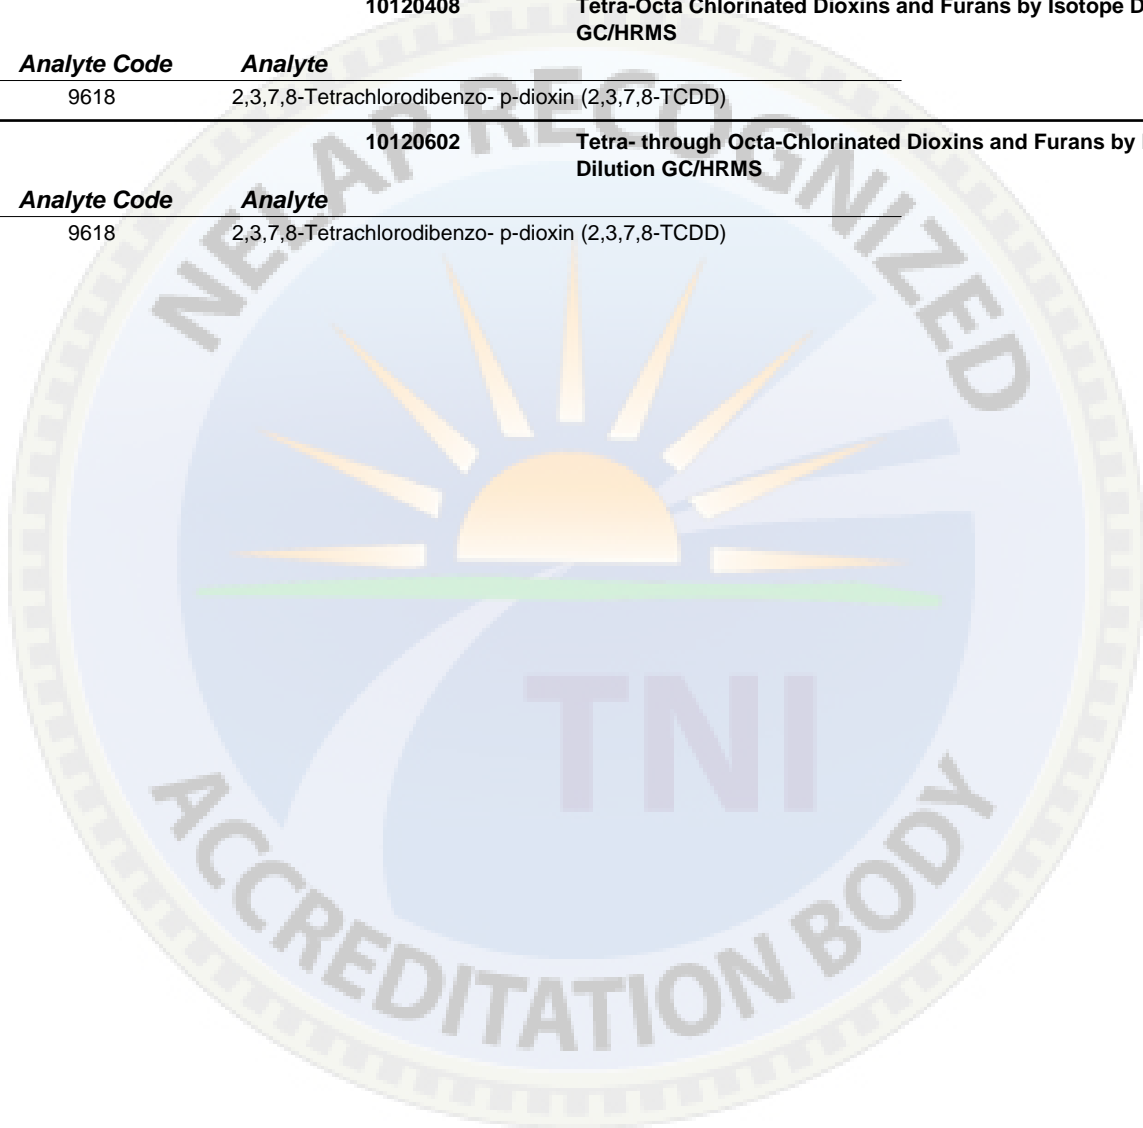 10120408 Tetra-Octa Chlorinated Dioxins and Furans by Isotope
GC/HRMS
Analyte Code Analyte
9618 2,3,7,8-Tetrachlorodibenzo- p-dioxin (2,3,7,8-TCDD)
10120602 Tetra- through Octa-Chlorinated Dioxins and Furans by
Dilution GC/HRMS
Analyte Code Analyte
9618 2,3,7,8-Tetrachlorodibenzo- p-dioxin (2,3,7,8-TCDD)
NELAP RECOGNIZED
TNI
ACCREDITATION BODY